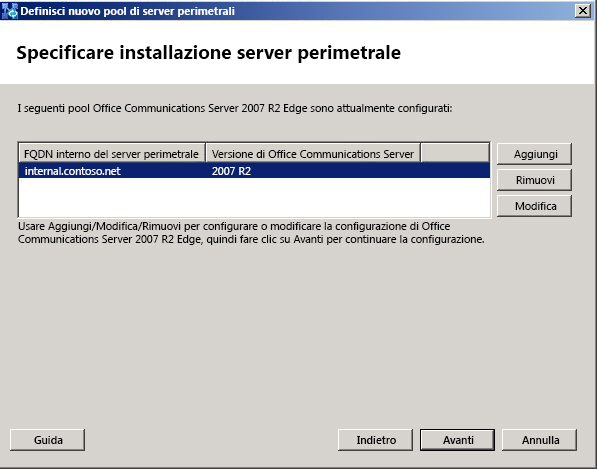 Definisci nuovo pool di server perimetrali
Specificare installazione server perimetrale
I seguenti pool Office Communications Server 2007 R2 Edge sono attualmente configurati:
FQDN interno del server perimetrale Versione di Office Communications Server
internal.contoso.net 2007 R2
Aggiungi
Rimuovi
Modifica
Usare Aggiungi/Modifica/Rimuovi per configurare o modificare la configurazione di Office
Communications Server 2007 R2 Edge, quindi fare clic su Avanti per continuare la configurazione.
Guida Indietro Avanti Annulla